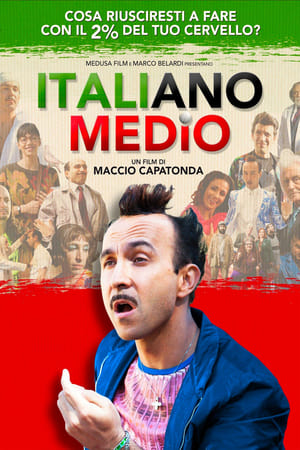 COSA RIUSCIRESTI A FARE
CON IL 2% DEL TUO CERVELLO?
MEDUSA FILM E MARCO BELARDI PRESENTANO
ITALIANO
MEDIO
UN FILM DI
MACCIO CAPATONDA